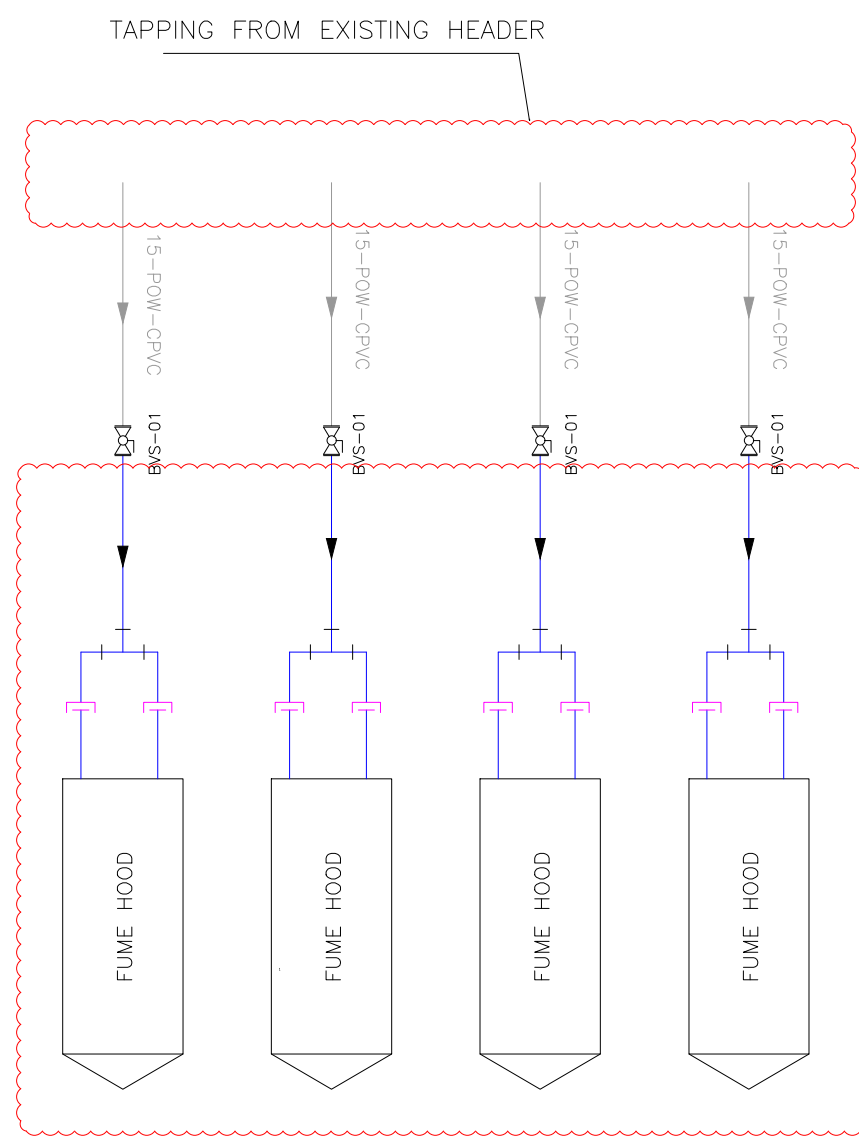 TAPPING FROM EXISTING HEADER
15-POW-CPVC
15-POW-CPVC
15-POW-CPVC
15-POW-CPVC
BVS-01
BVS-01
BVS-01
BVS-01
FUME HOOD
FUME HOOD
FUME HOOD
FUME HOOD